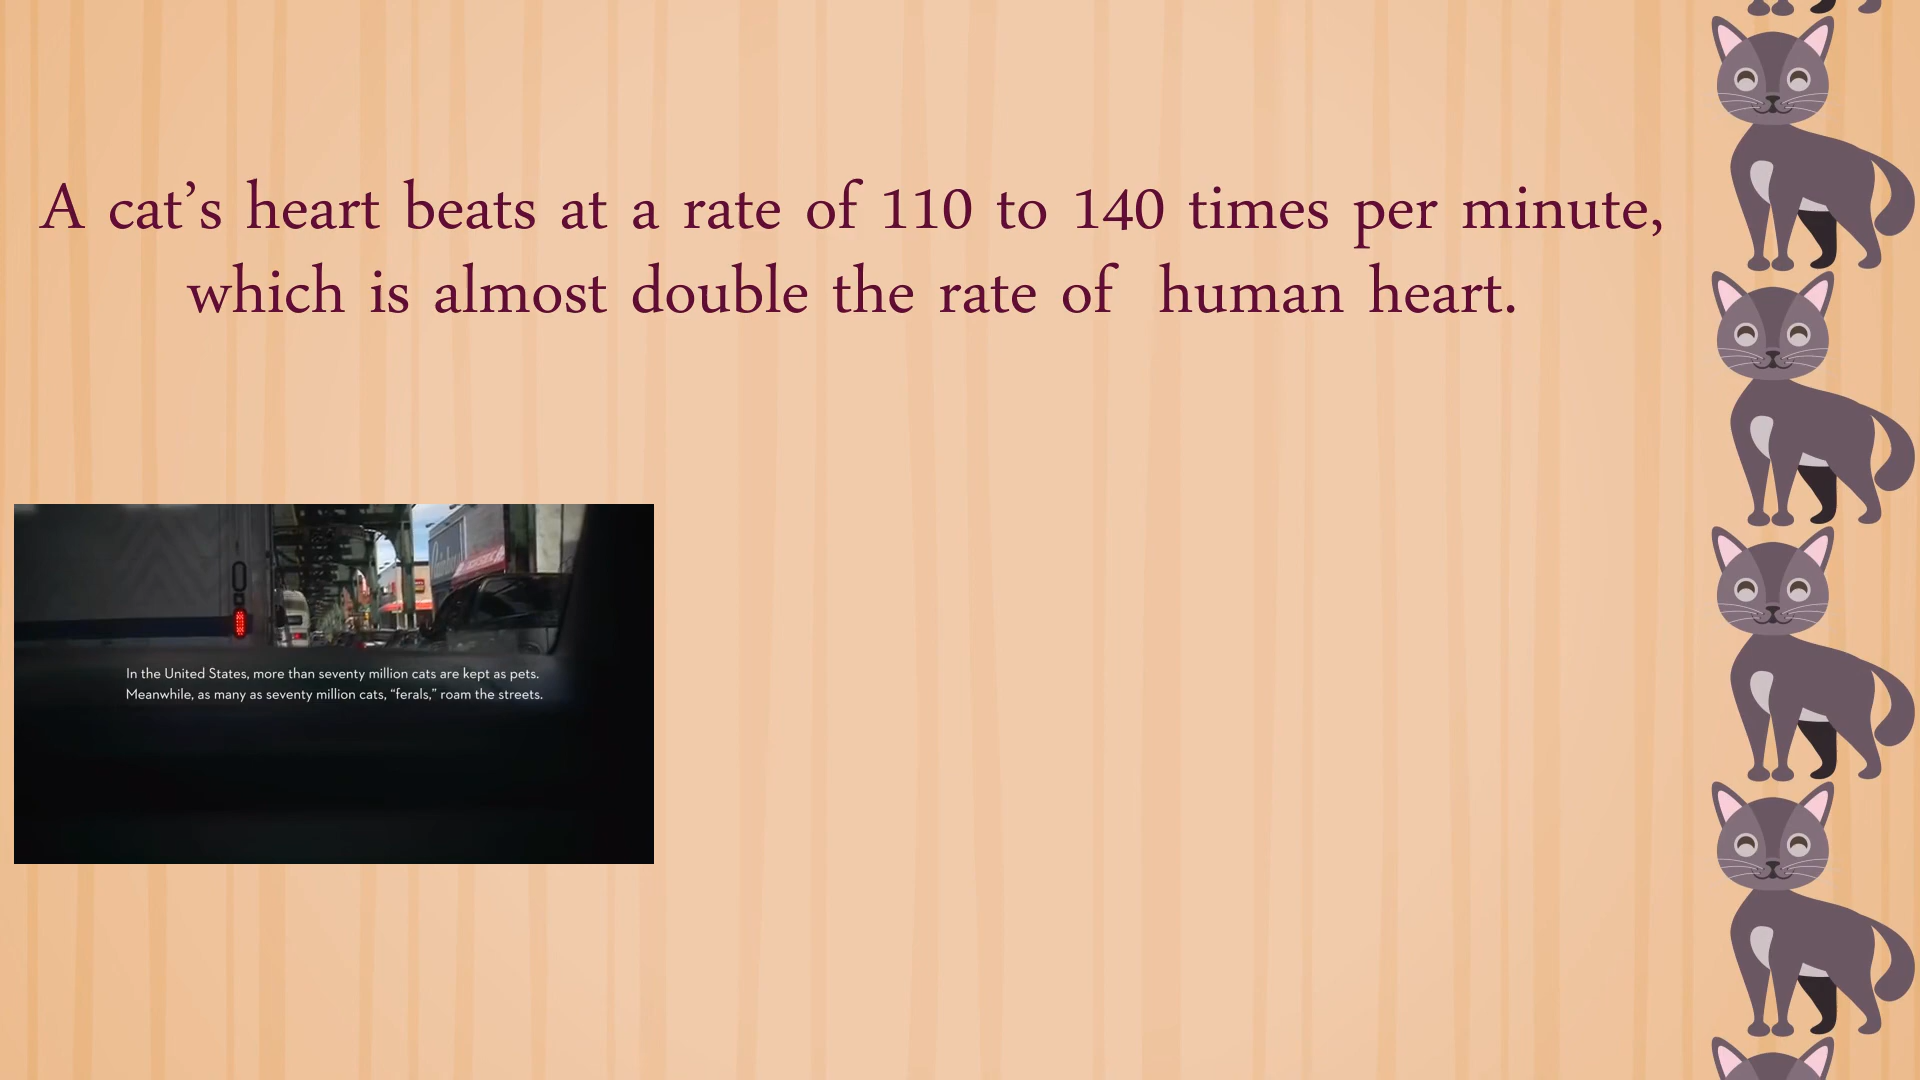 A cat’s heart beats at a rate of 110 to 140 times per minute,
which is almost double the rate of  human heart.
In the United States, more than seventy million cats are kept as pets.
Meanwhile, as many as seventy million cats, “ferals,” roam the streets.